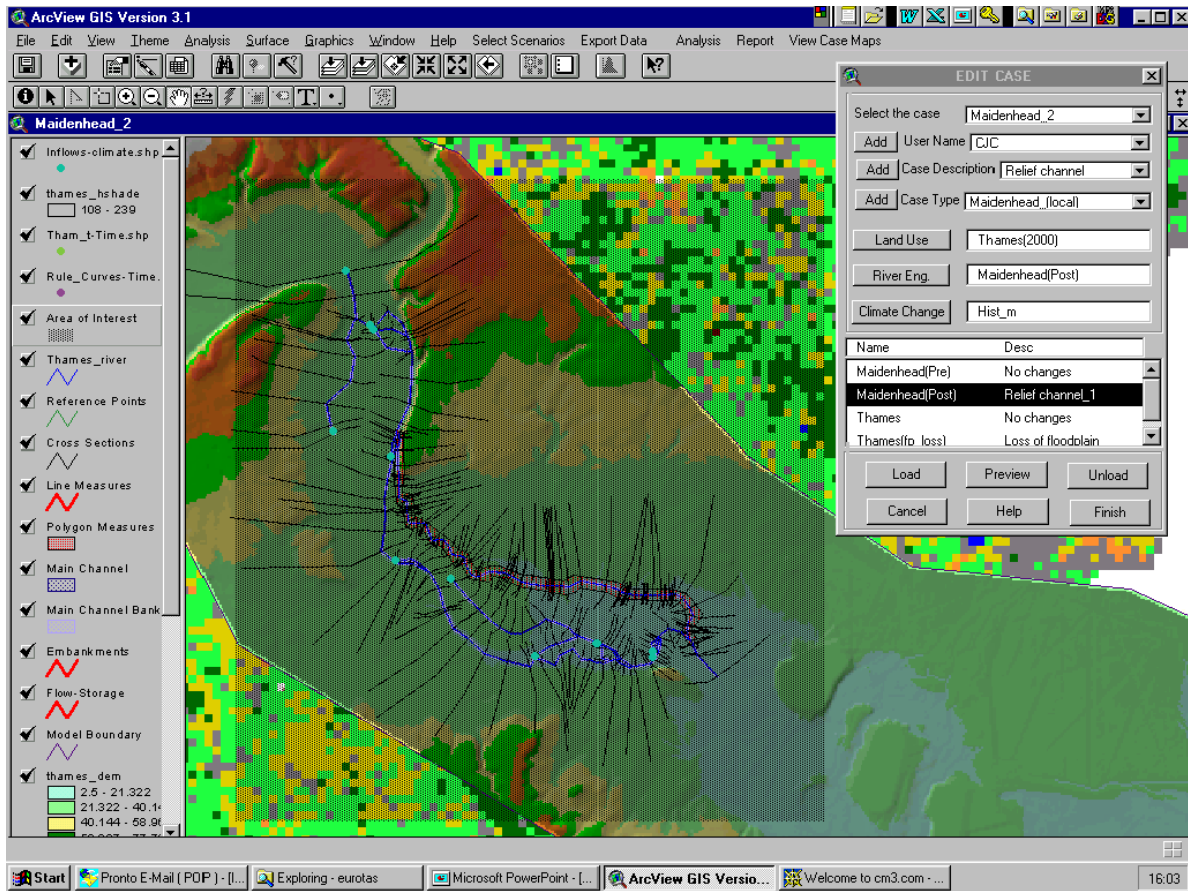 ArcView GIS Version 3.1
File Edit View Theme Analysis Surface Graphics Window Help Select Scenarios Export Data Analysis Report View Case Maps
Maidenhead_2
Inflows-climate.shp
thames_hshade
108 - 239
Tham_t-Time.shp
Rule_Curves-Time.
Area of Interest
Thames_river
Reference Points
Cross Sections
Line Measures
Polygon Measures
Main Channel
Main Channel Bank
Embankments
Flow-Storage
Model Boundary
thames_dem
2.5 - 21.322
21.322 - 40.14
40.144 - 58.96
EDIT CASE
Select the case Maidenhead_2
Add User Name CJC
Add Case Description Relief channel
Add Case Type Maidenhead_(local)
Land Use Thames(2000)
River Eng. Maidenhead(Post)
Climate Change Hist_m
Name Desc
Maidenhead(Pre) No changes
Maidenhead(Post) Relief channel_1
Thames No changes
Thames(fp_loss) Loss of floodplain
Load Preview Unload
Cancel Help Finish
Start Pronto E-Mail ( POP ) - [I... Exploring - eurotas Microsoft PowerPoint - [... ArcView GIS Versio... Welcome to cm3.com - ... 16:03